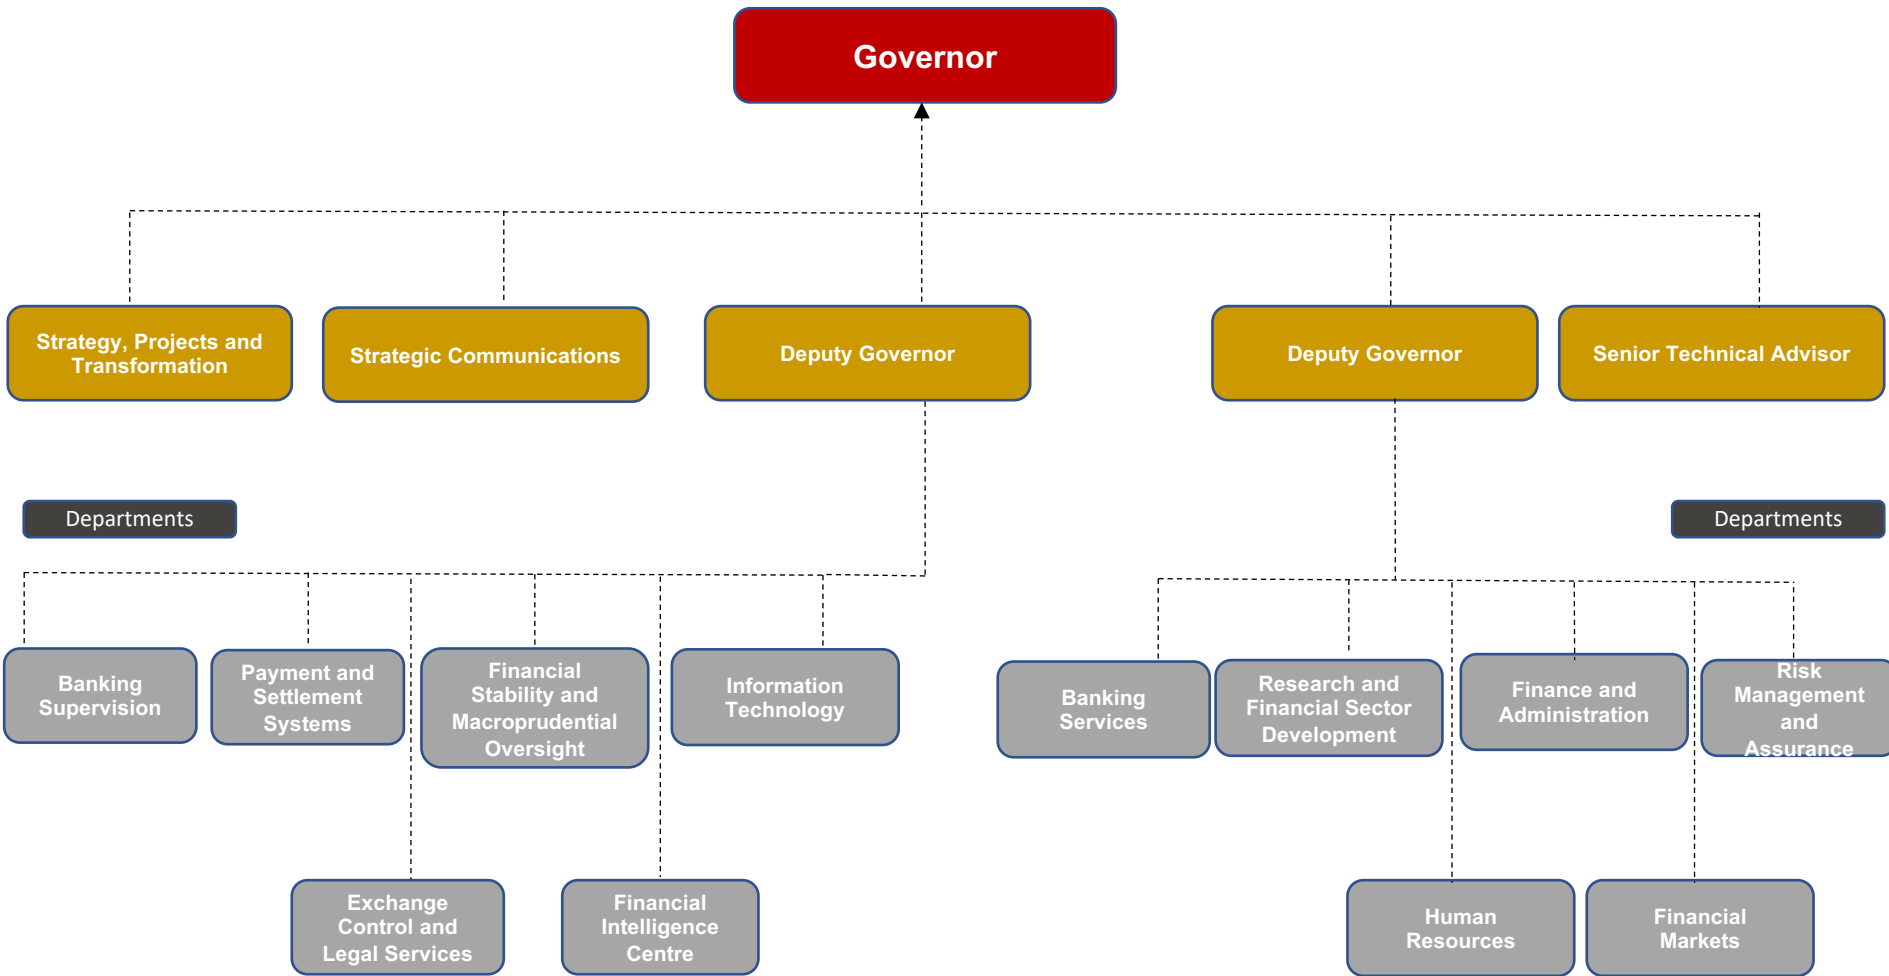 Governor
Strategy, Projects and
Transformation
Strategic Communications
Deputy Governor
Deputy Governor
Senior Technical Advisor
Departments
Departments
Banking
Supervision
Payment and
Settlement
Systems
Financial
Stability and
Macroprudential
Oversight
Information
Technology
Banking
Services
Research and
Financial Sector
Development
Finance and
Administration
Risk
Management
and
Assurance
Exchange
Control and
Legal Services
Financial
Intelligence
Centre
Human
Resources
Financial
Markets